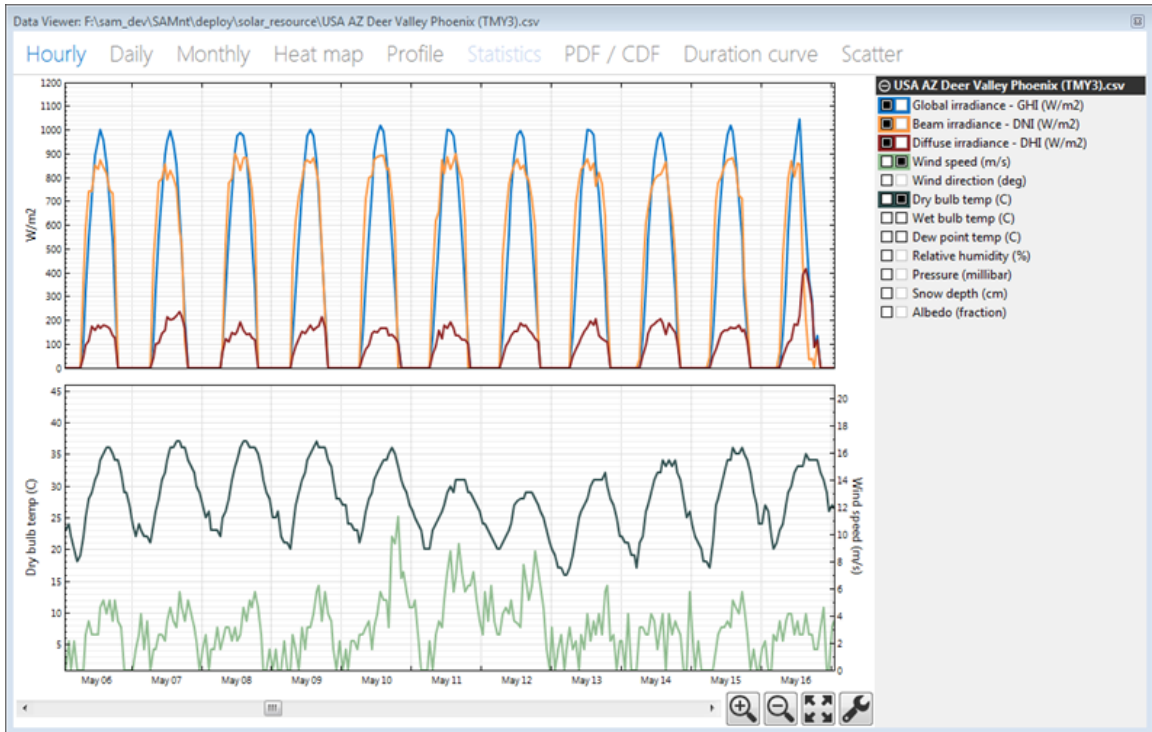 Data Viewer: F:\sam_dev\SAMnt\deploy\solar_resource\USA AZ Deer Valley Phoenix (TMY3).csv
Hourly Daily Monthly Heat map Profile Statistics PDF / CDF Duration curve Scatter
1200
1100
1000
900
800
700
600
500
400
300
200
100
0
W/m2
USA AZ Deer Valley Phoenix (TMY3).csv
Global irradiance - GHI (W/m2)
Beam irradiance - DNI (W/m2)
Diffuse irradiance - DHI (W/m2)
Wind speed (m/s)
Wind direction (deg)
Dry bulb temp (C)
Wet bulb temp (C)
Dew point temp (C)
Relative humidity (%)
Pressure (millibar)
Snow depth (cm)
Albedo (fraction)
45
40
35
30
25
20
15
10
5
Dry bulb temp (C)
20
18
16
14
12
10
8
6
4
2
0
Wind speed (m/s)
May 06 May 07 May 08 May 09 May 10 May 11 May 12 May 13 May 14 May 15 May 16